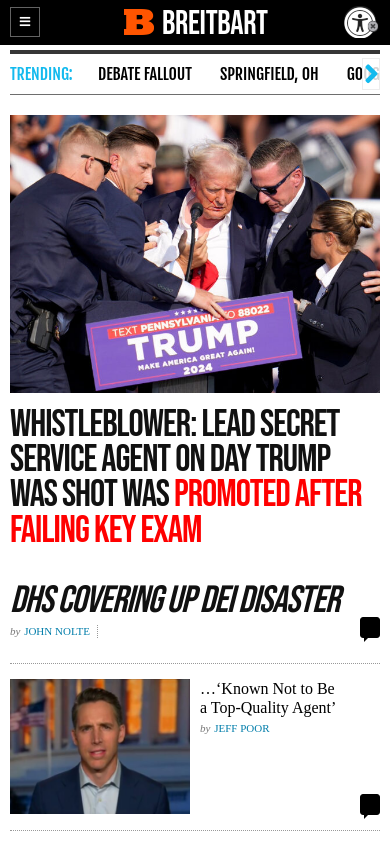 BREITBART
TRENDING:
DEBATE FALLOUT
SPRINGFIELD, OH
GO
TEXT PENNSYLVANIA TO 88022
TRUMP
MAKE AMERICA GREAT AGAIN!
2024
WHISTLEBLOWER: LEAD SECRET
SERVICE AGENT ON DAY TRUMP
WAS SHOT WAS PROMOTED AFTER
FAILING KEY EXAM
DHS COVERING UP DEI DISASTER
by JOHN NOLTE
…‘Known Not to Be
a Top-Quality Agent’
by JEFF POOR